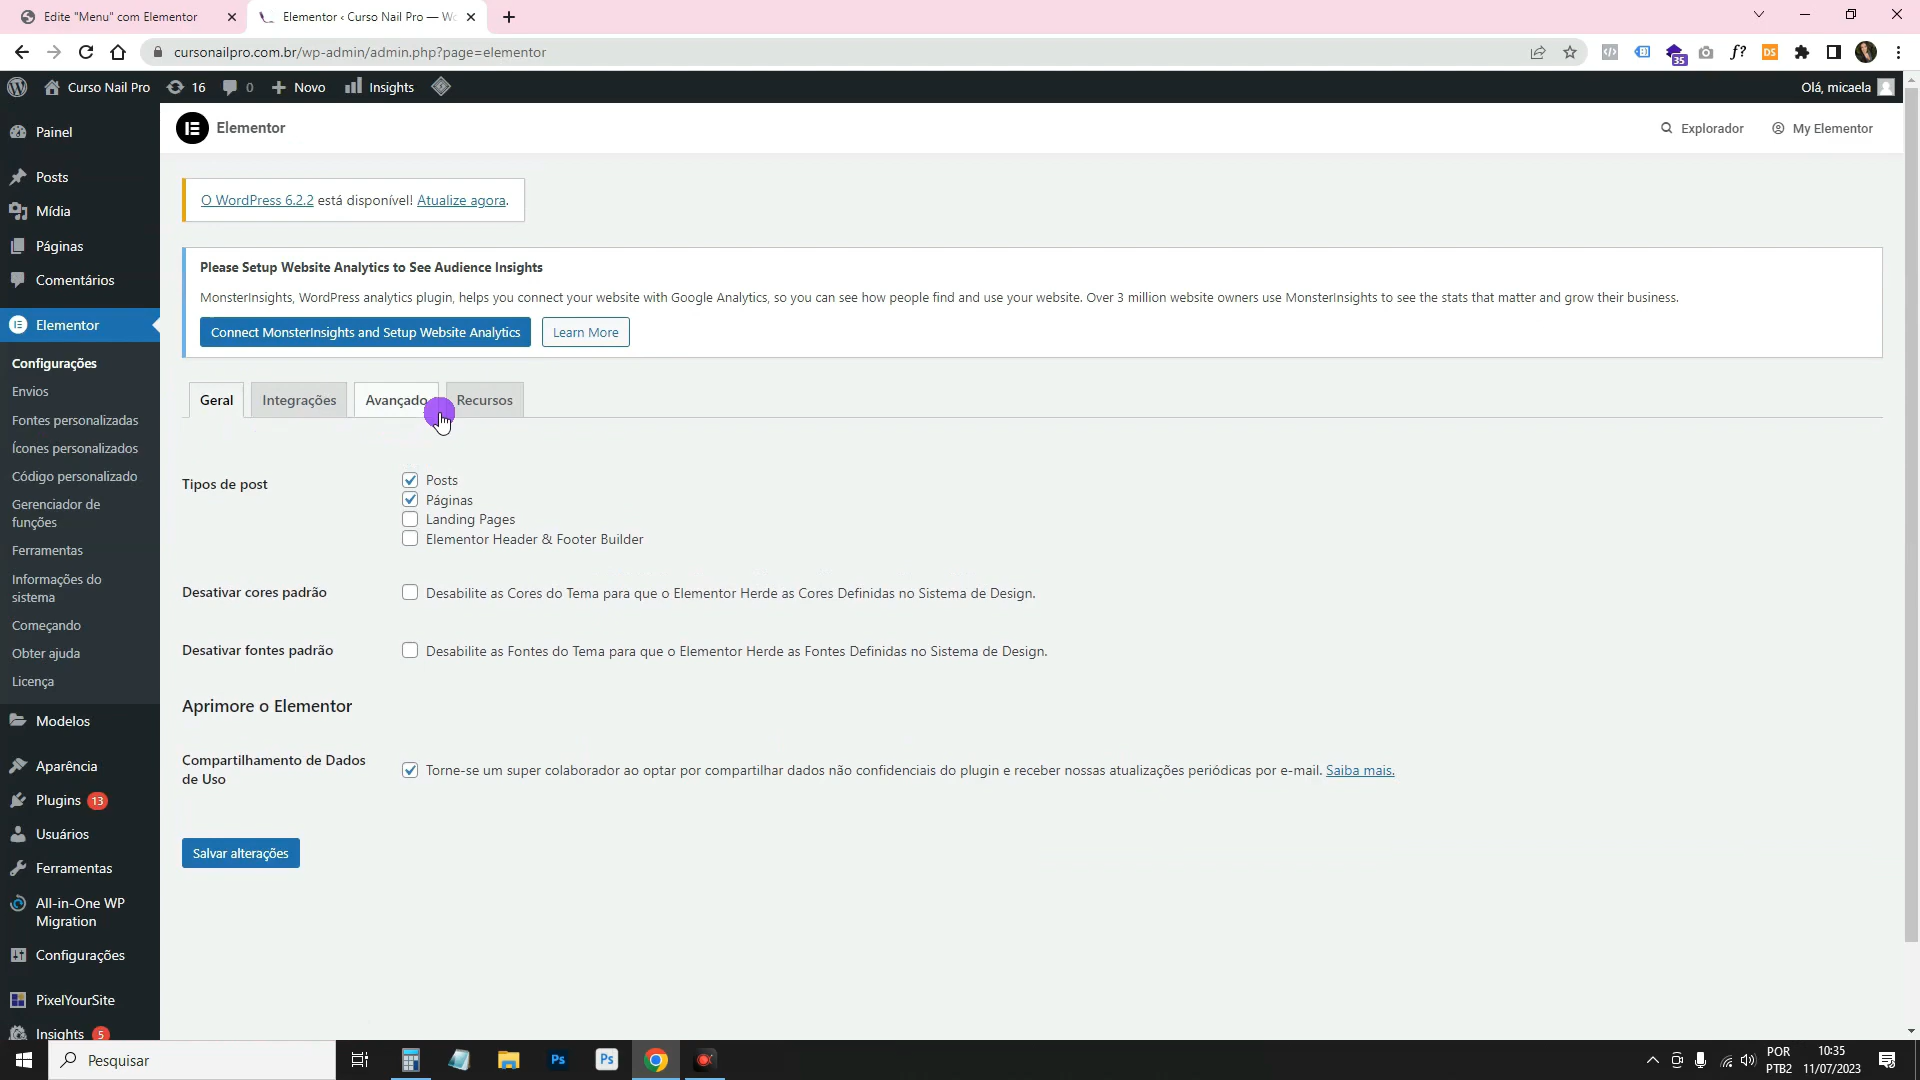 Edite "Menu" com Elementor
Elementor ‹ Curso Nail Pro — Wo
cursonailpro.com.br/wp-admin/admin.php?page=elementor
35
f?
DS
Curso Nail Pro
16
0
Novo
Insights
Olá, micaela
Painel
Posts
Mídia
Páginas
Comentários
Elementor
Configurações
Envios
Fontes personalizadas
Ícones personalizados
Código personalizado
Gerenciador de
funções
Ferramentas
Informações do
sistema
Começando
Obter ajuda
Licença
Modelos
Aparência
Plugins 13
Usuários
Ferramentas
All-in-One WP
Migration
Configurações
PixelYourSite
Insights 5
Elementor
Explorador
My Elementor
O WordPress 6.2.2 está disponível! Atualize agora.
Please Setup Website Analytics to See Audience Insights
MonsterInsights, WordPress analytics plugin, helps you connect your website with Google Analytics, so you can see how people find and use your website. Over 3 million website owners use MonsterInsights to see the stats that matter and grow their business.
Connect MonsterInsights and Setup Website Analytics
Learn More
Geral
Integrações
Avançado
Recursos
Tipos de post
Posts
Páginas
Landing Pages
Elementor Header & Footer Builder
Desativar cores padrão
Desabilite as Cores do Tema para que o Elementor Herde as Cores Definidas no Sistema de Design.
Desativar fontes padrão
Desabilite as Fontes do Tema para que o Elementor Herde as Fontes Definidas no Sistema de Design.
Aprimore o Elementor
Compartilhamento de Dados
de Uso
Torne-se um super colaborador ao optar por compartilhar dados não confidenciais do plugin e receber nossas atualizações periódicas por e-mail. Saiba mais.
Salvar alterações
Pesquisar
Ps
Ps
POR
PTB2
10:35
11/07/2023